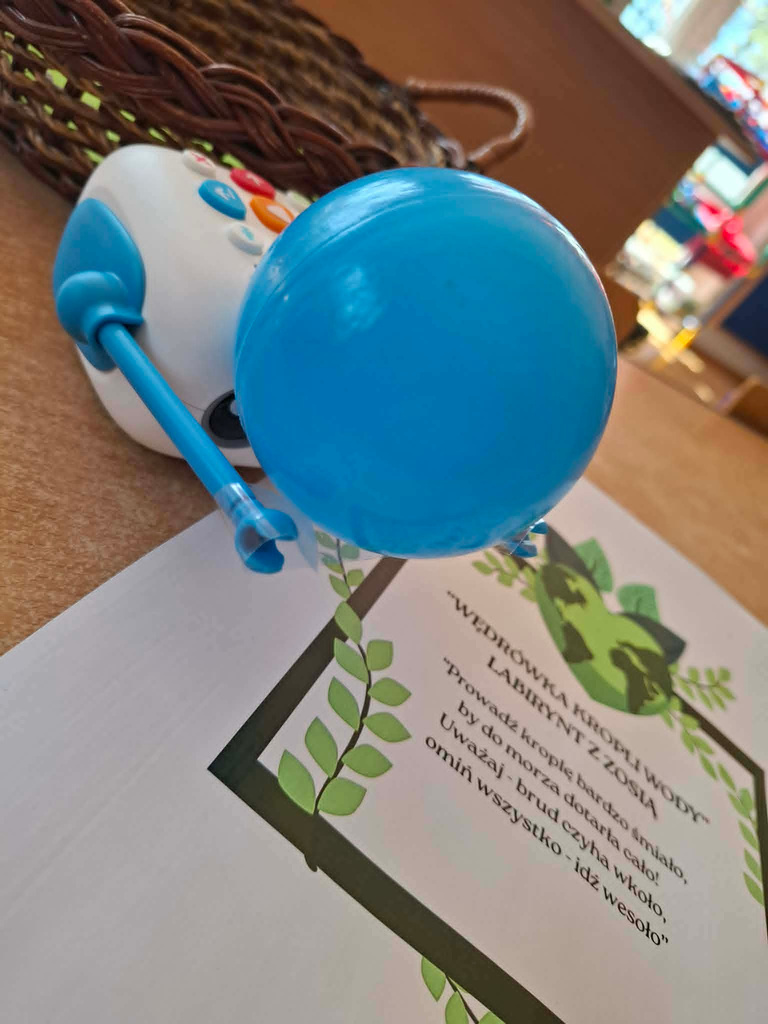 "WĘDRÓWKA KROPLI WODY"
LABIRYNT Z ZOSIĄ
"Prowadź kroplę bardzo śmiało,
by do morza dotarła cało!
Uważaj - brud czyha wkoło,
omiń wszystko - idź wesoło"